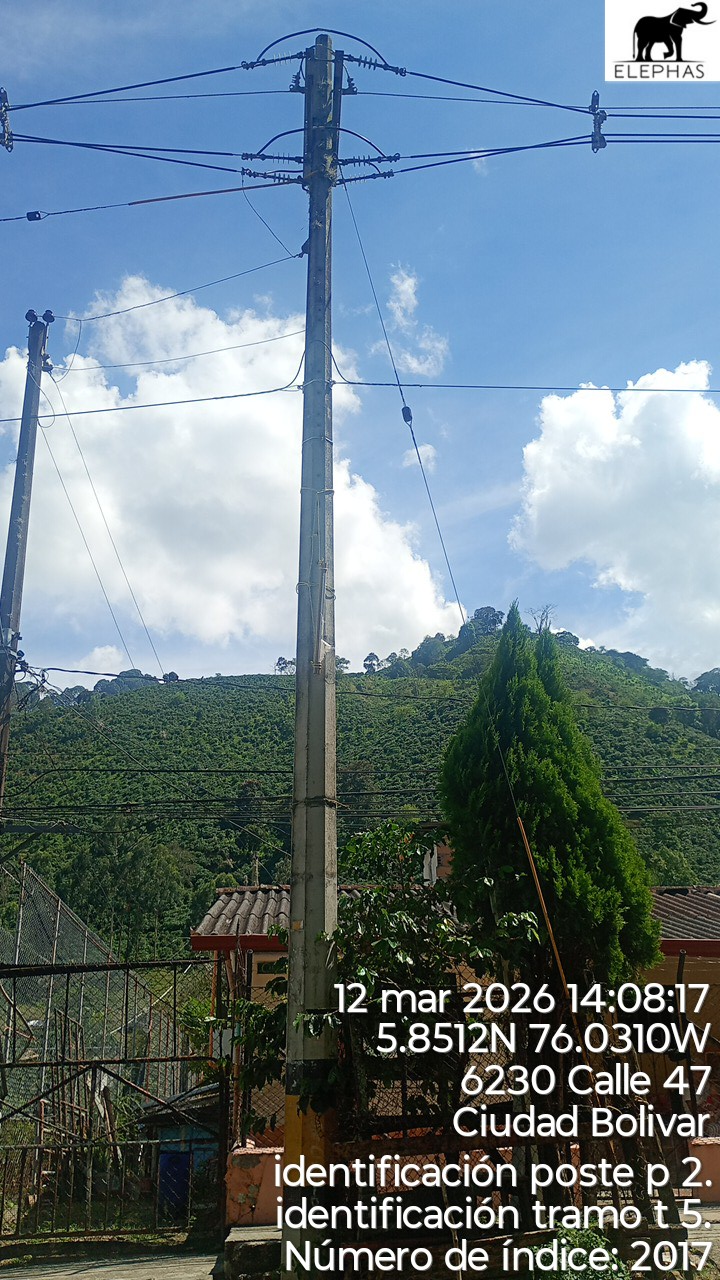 ELEPHAS
12 mar 2026 14:08:17
5.8512N 76.0310W
6230 Calle 47
Ciudad Bolivar
identificación poste p 2.
identificación tramo t 5.
Número de índice: 2017